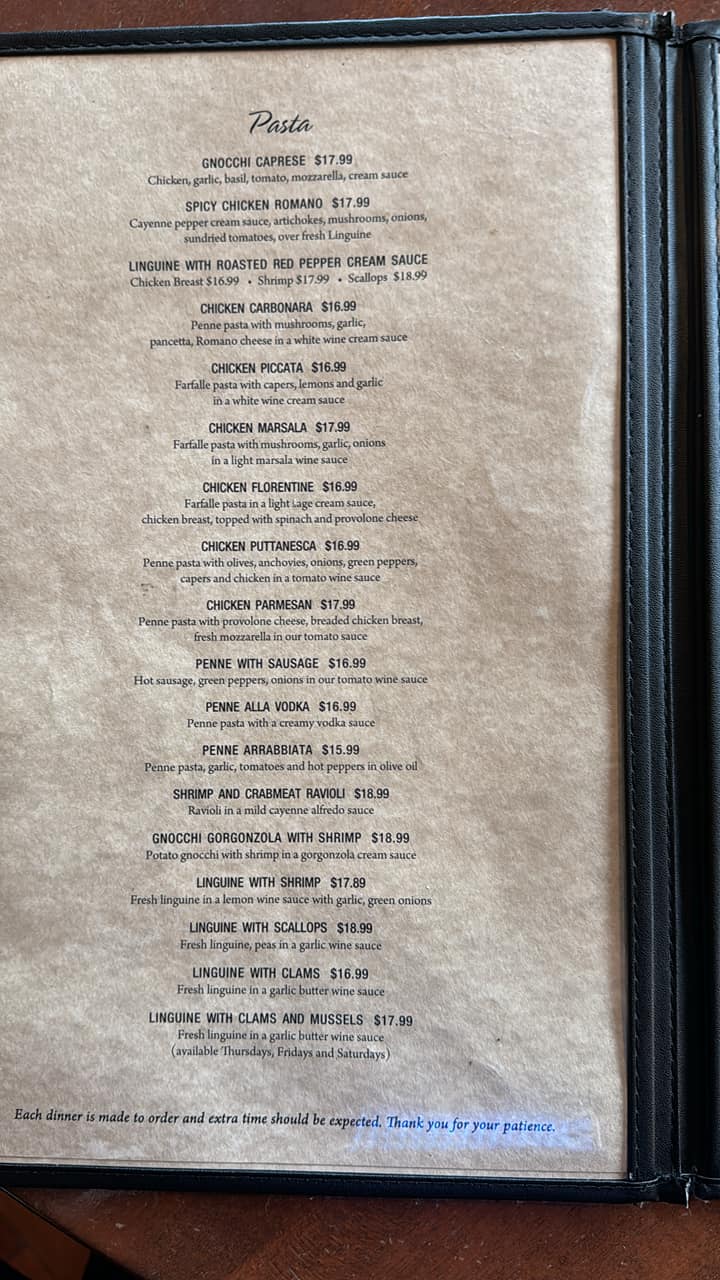 Pasta
GNOCCHI CAPRESE $17.99
Chicken, garlic, basil, tomato, mozzarella, cream sauce
SPICY CHICKEN ROMANO $17.99
Cayenne pepper cream sauce, artichokes, mushrooms, onions,
sundried tomatoes, over fresh Linguine
LINGUINE WITH ROASTED RED PEPPER CREAM SAUCE
Chicken Breast $16.99 • Shrimp $17.99 • Scallops $18.99
CHICKEN CARBONARA $16.99
Penne pasta with mushrooms, garlic,
pancetta, Romano cheese in a white wine cream sauce
CHICKEN PICCATA $16.99
Farfalle pasta with capers, lemons and garlic
in a white wine cream sauce
CHICKEN MARSALA $17.99
Farfalle pasta with mushrooms, garlic, onions
in a light marsala wine sauce
CHICKEN FLORENTINE $16.99
Farfalle pasta in a light sage cream sauce,
chicken breast, topped with spinach and provolone cheese
CHICKEN PUTTANESCA $16.99
Penne pasta with olives, anchovies, onions, green peppers,
capers and chicken in a tomato wine sauce
CHICKEN PARMESAN $17.99
Penne pasta with provolone cheese, breaded chicken breast,
fresh mozzarella in our tomato sauce
PENNE WITH SAUSAGE $16.99
Hot sausage, green peppers, onions in our tomato wine sauce
PENNE ALLA VODKA $16.99
Penne pasta with a creamy vodka sauce
PENNE ARRABBIATA $15.99
Penne pasta, garlic, tomatoes and hot peppers in olive oil
SHRIMP AND CRABMEAT RAVIOLI $18.99
Ravioli in a mild cayenne alfredo sauce
GNOCCHI GORGONZOLA WITH SHRIMP $18.99
Potato gnocchi with shrimp in a gorgonzola cream sauce
LINGUINE WITH SHRIMP $17.89
Fresh linguine in a lemon wine sauce with garlic, green onions
LINGUINE WITH SCALLOPS $18.99
Fresh linguine, peas in a garlic wine sauce
LINGUINE WITH CLAMS $16.99
Fresh linguine in a garlic butter wine sauce
LINGUINE WITH CLAMS AND MUSSELS $17.99
Fresh linguine in a garlic butter wine sauce
(available Thursdays, Fridays and Saturdays)
Each dinner is made to order and extra time should be expected. Thank you for your patience.